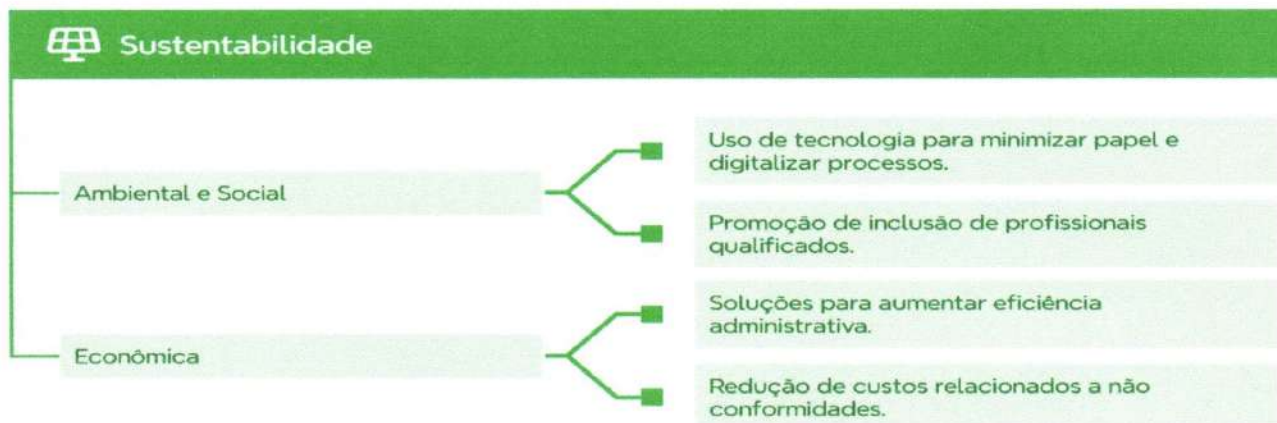 Sustentabilidade
Ambiental e Social
Uso de tecnologia para minimizar papel e
digitalizar processos.
Promoção de inclusão de profissionais
qualificados.
Econômica
Soluções para aumentar eficiência
administrativa.
Redução de custos relacionados a não
conformidades.